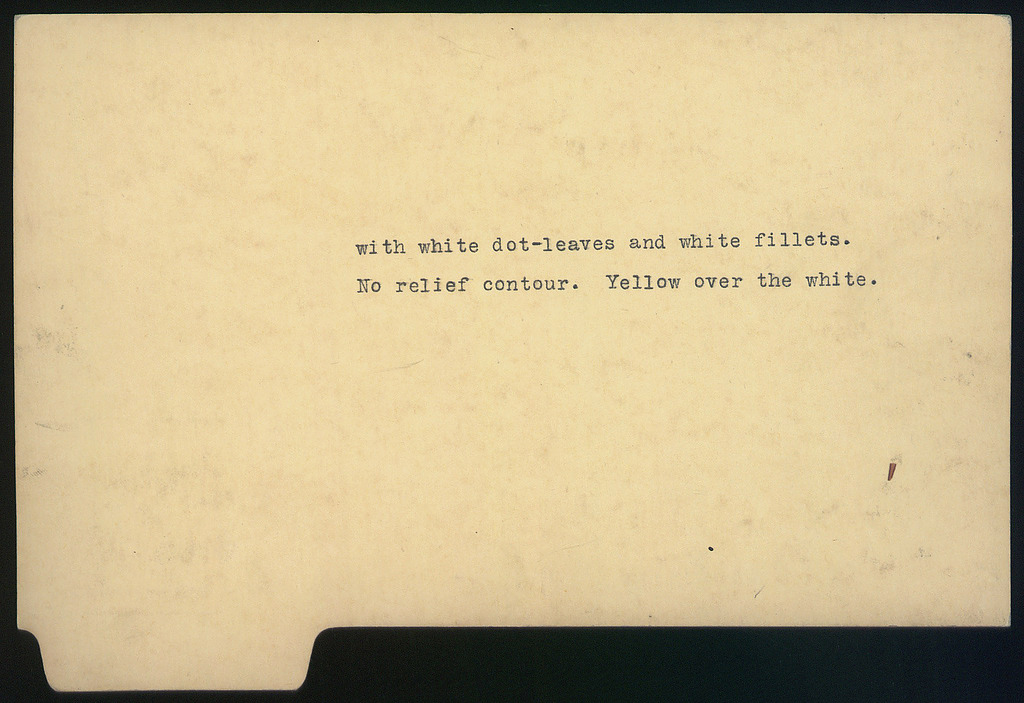 with white dot-leaves and white fillets.
No relief contour. Yellow over the white.